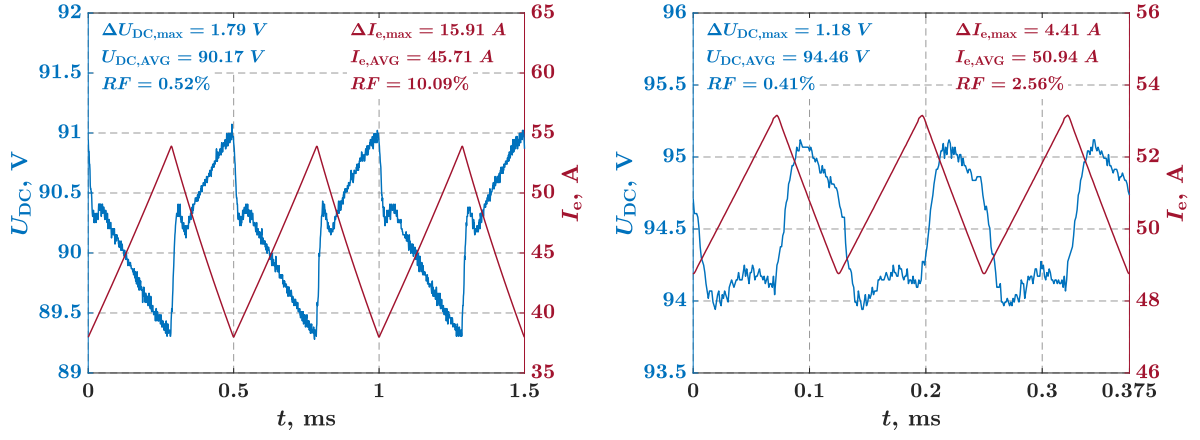 92
91.5
91
90.5
90
89.5
89
U_DC, V
ΔU_DC,max = 1.79 V
U_DC,AVG = 90.17 V
RF = 0.52%
ΔI_e,max = 15.91 A
I_e,AVG = 45.71 A
RF = 10.09%
65
60
55
50
45
40
35
I_e, A
0 0.5 1 1.5
t, ms
96
95.5
95
94.5
94
93.5
U_DC, V
ΔU_DC,max = 1.18 V
U_DC,AVG = 94.46 V
RF = 0.41%
ΔI_e,max = 4.41 A
I_e,AVG = 50.94 A
RF = 2.56%
56
54
52
50
48
46
I_e, A
0 0.1 0.2 0.3 0.375
t, ms